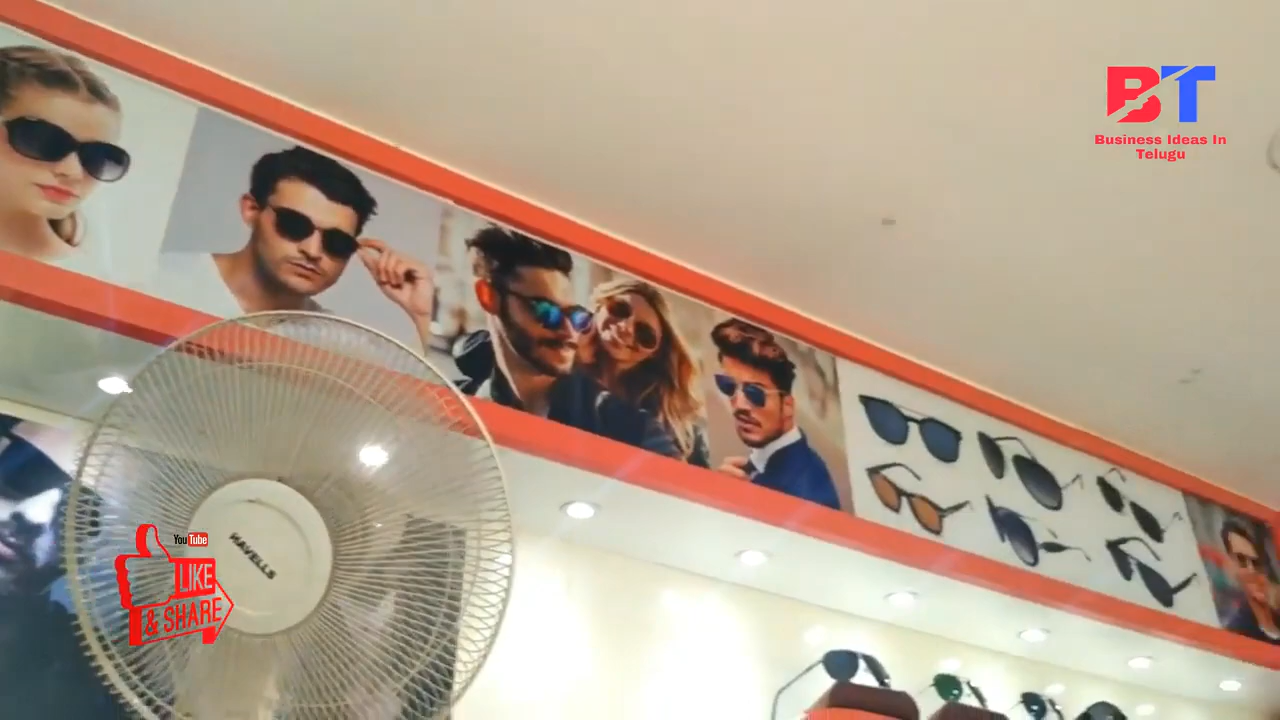 BT
Business Ideas In
Telugu
HAVELLS
YouTube
LIKE
& SHARE